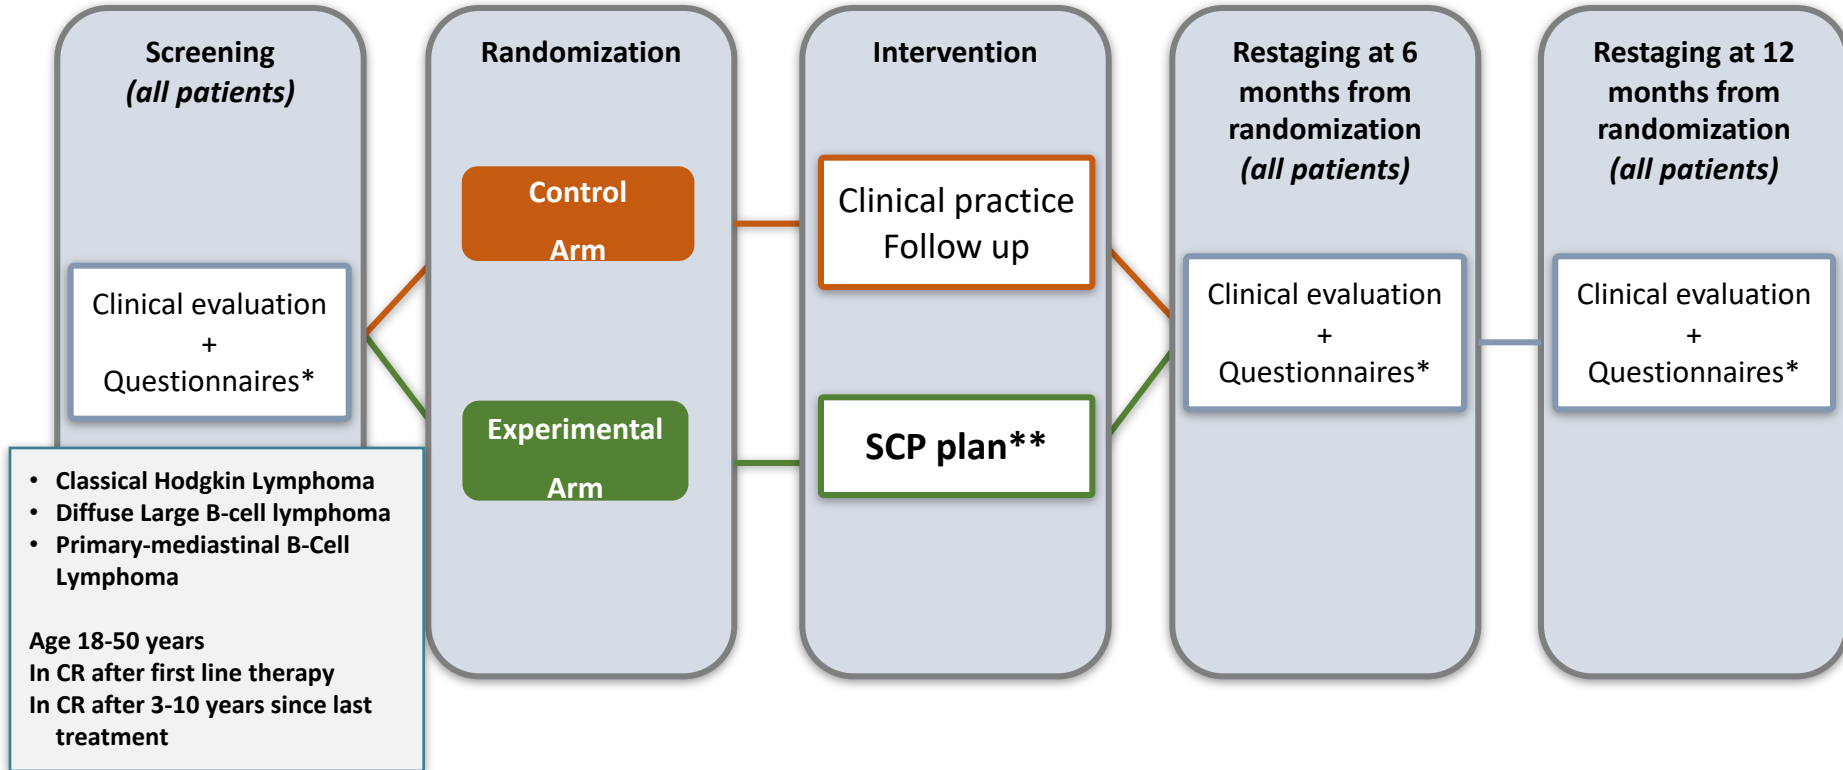 Screening
(all patients)
Clinical evaluation
+
Questionnaires*
• Classical Hodgkin Lymphoma
• Diffuse Large B-cell lymphoma
• Primary-mediastinal B-Cell
Lymphoma
Age 18-50 years
In CR after first line therapy
In CR after 3-10 years since last
treatment
Randomization
Control
Arm
Experimental
Arm
Intervention
Clinical practice
Follow up
SCP plan**
Restaging at 6
months from
randomization
(all patients)
Clinical evaluation
+
Questionnaires*
Restaging at 12
months from
randomization
(all patients)
Clinical evaluation
+
Questionnaires*